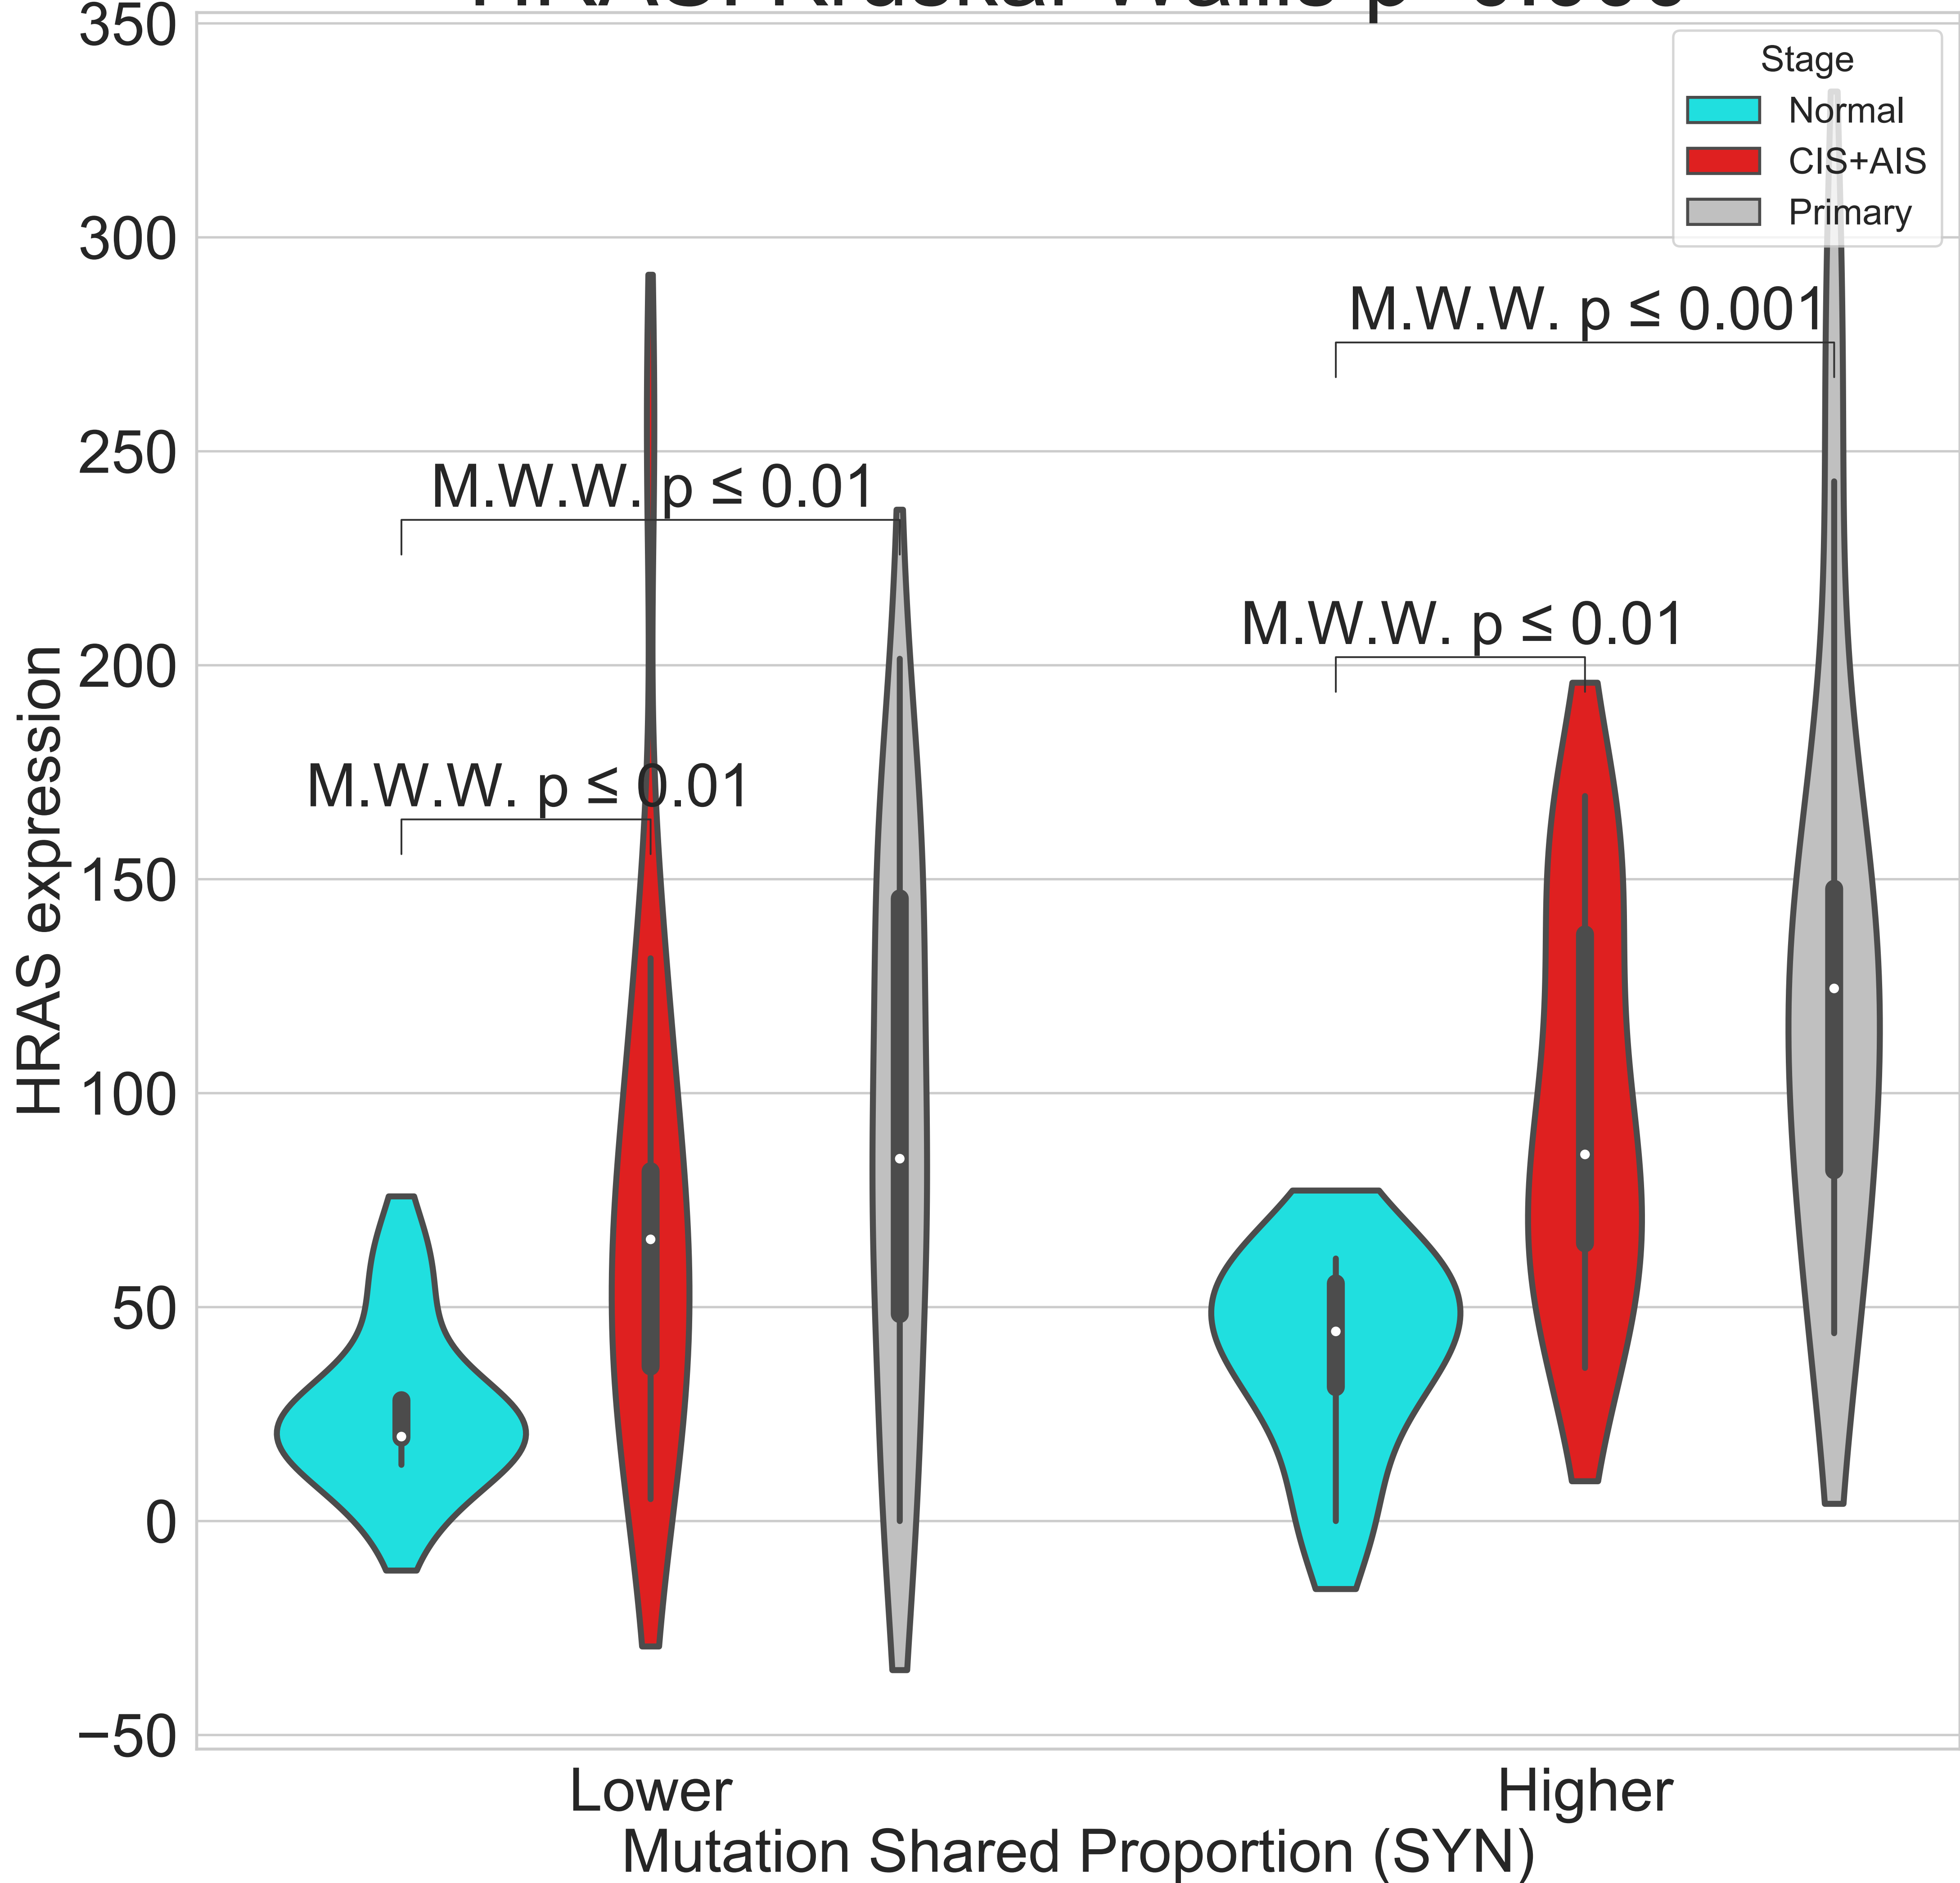 350
Stage
Normal
CIS+AIS
Primary
300
M.W.W. p ≤ 0.001
250
M.W.W. p ≤ 0.01
M.W.W. p ≤ 0.01
200
M.W.W. p ≤ 0.01
150
HRAS expression
100
50
0
−50
Lower
Higher
Mutation Shared Proportion (SYN)